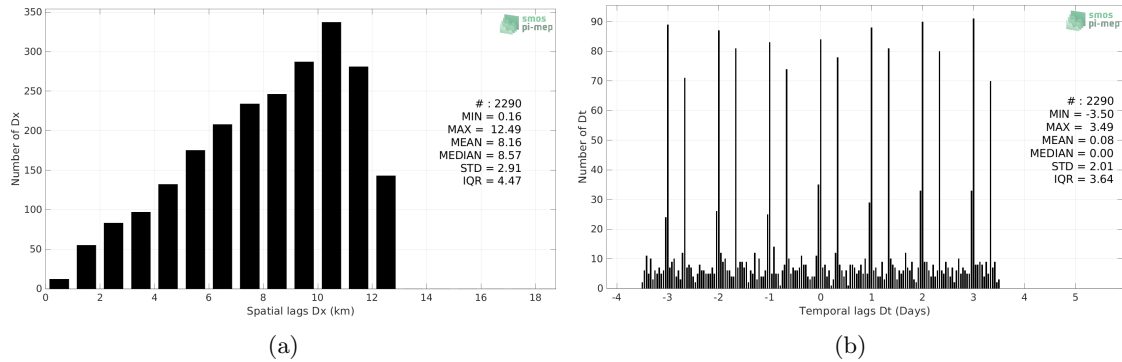 350
300
250
200
150
100
50
0
Number of Dx
0 2 4 6 8 10 12 14 16 18
Spatial lags Dx (km)
smos
pi-mep
# : 2290
MIN = 0.16
MAX = 12.49
MEAN = 8.16
MEDIAN = 8.57
STD = 2.91
IQR = 4.47
(a)
90
80
70
60
50
40
30
20
10
0
Number of Dt
-4 -3 -2 -1 0 1 2 3 4 5
Temporal lags Dt (Days)
smos
pi-mep
# : 2290
MIN = -3.50
MAX = 3.49
MEAN = 0.08
MEDIAN = 0.00
STD = 2.01
IQR = 3.64
(b)